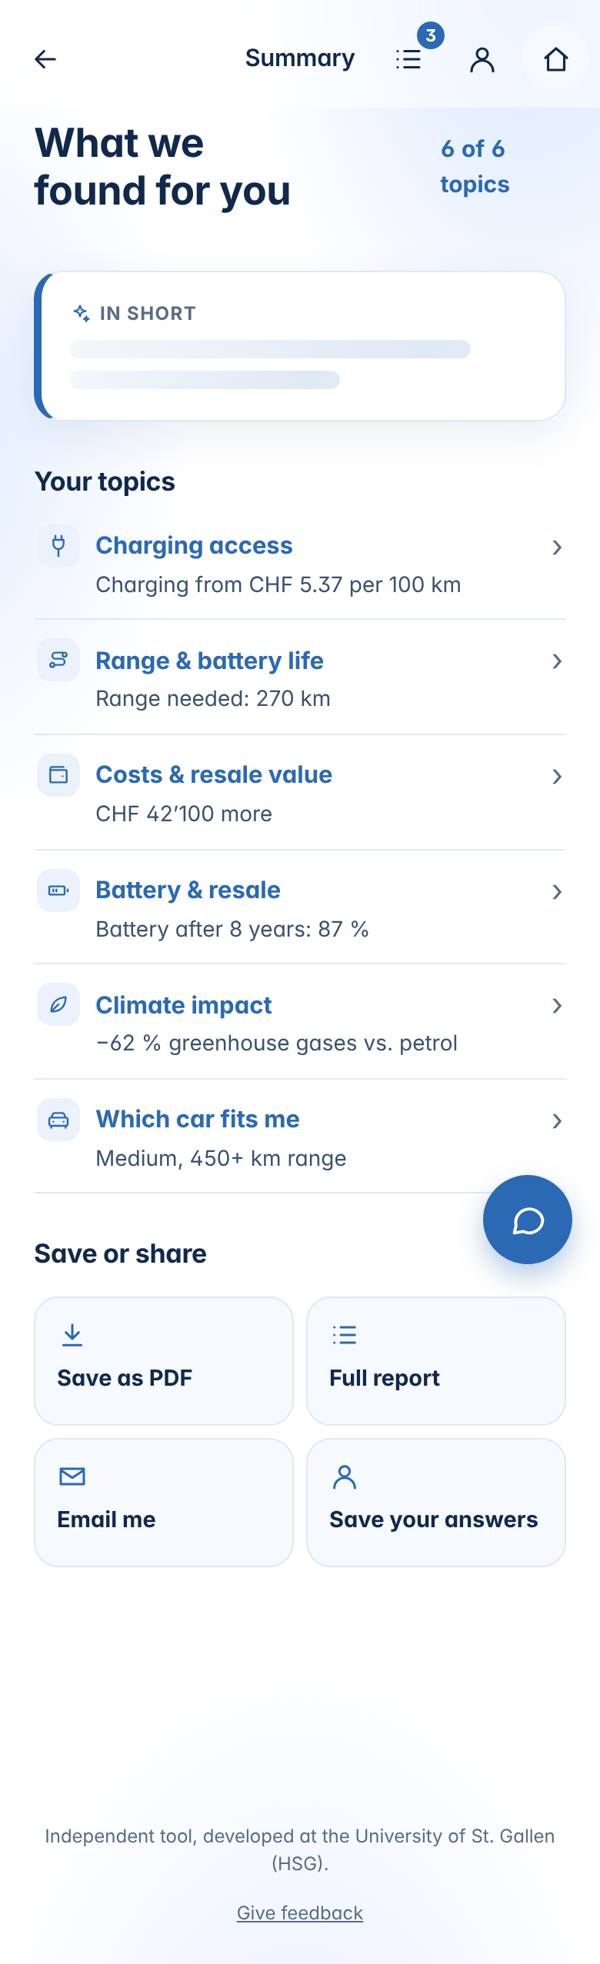 3
Summary
What we
found for you
6 of 6
topics
IN SHORT
Your topics
Charging access
Charging from CHF 5.37 per 100 km
Range & battery life
Range needed: 270 km
Costs & resale value
CHF 42’100 more
Battery & resale
Battery after 8 years: 87 %
Climate impact
−62 % greenhouse gases vs. petrol
Which car fits me
Medium, 450+ km range
Save or share
Save as PDF
Full report
Email me
Save your answers
Independent tool, developed at the University of St. Gallen
(HSG).
Give feedback